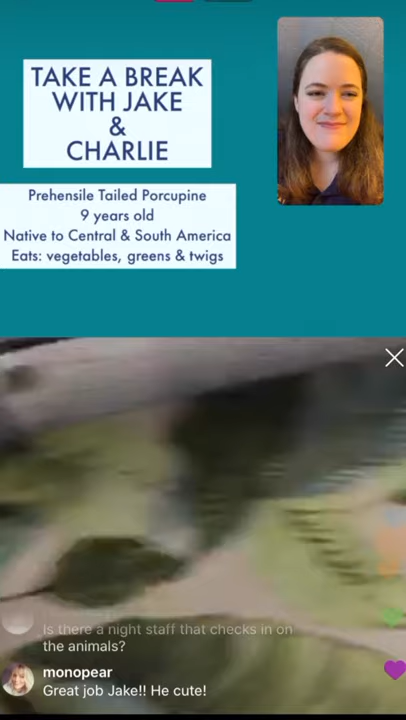 TAKE A BREAK
WITH JAKE
&
CHARLIE
Prehensile Tailed Porcupine
9 years old
Native to Central & South America
Eats: vegetables, greens & twigs
Is there a night staff that checks in on
the animals?
monopear
Great job Jake!! He cute!